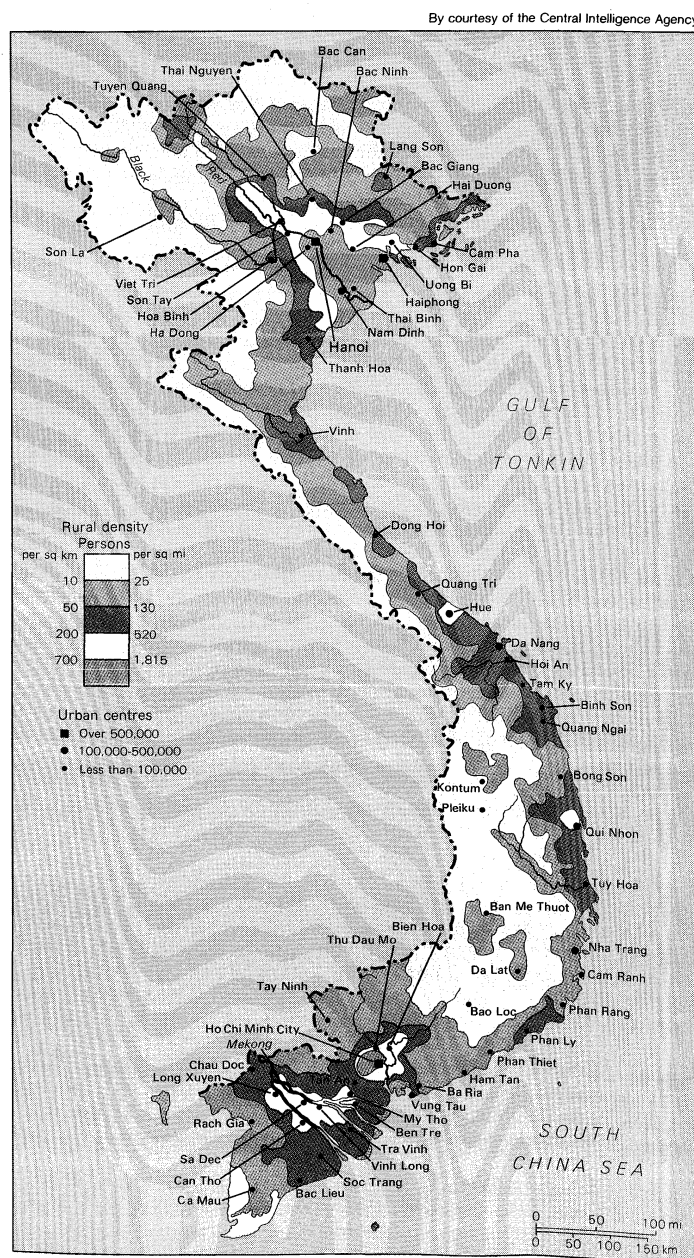 By courtesy of the Central Intelligence Agency
Bac Can
Thai Nguyen
Bac Ninh
Tuyen Quang
Lang Son
Bac Giang
Black
Red
Hai Duong
Son La
Cam Pha
Hon Gai
Viet Tri
Uong Bi
Son Tay
Haiphong
Hoa Binh
Thai Binh
Ha Dong
Nam Dinh
Hanoi
Thanh Hoa
GULF
OF
TONKIN
Vinh
Rural density
Persons
per sq km per sq mi
10 25
50 130
200 520
700 1,815
Dong Hoi
Quang Tri
Hue
Da Nang
Hoi An
Tam Ky
Binh Son
Quang Ngai
Urban centres
Over 500,000
100,000-500,000
Less than 100,000
Bong Son
Kontum
Pleiku
Qui Nhon
Tuy Hoa
Ban Me Thuot
Bien Hoa
Thu Dau Mo
Nha Trang
Da Lat
Cam Ranh
Tay Ninh
Bao Loc
Phan Rang
Ho Chi Minh City
Phan Ly
Mekong
Phan Thiet
Chau Doc
Ham Tan
Long Xuyen
Tan An
Ba Ria
Vung Tau
Rach Gia
My Tho
Ben Tre
SOUTH
CHINA SEA
Tra Vinh
Sa Dec
Vinh Long
Can Tho
Soc Trang
Ca Mau
Bac Lieu
0 50 100 mi
0 50 100 150 km